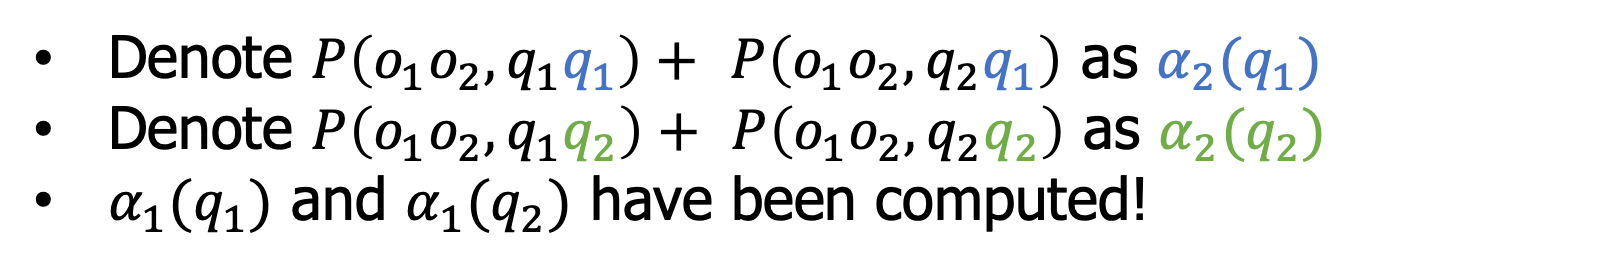 • Denote 𝑃(𝑜₁𝑜₂, 𝑞₁𝑞₁) + 𝑃(𝑜₁𝑜₂, 𝑞₂𝑞₁) as 𝛼₂(𝑞₁)
• Denote 𝑃(𝑜₁𝑜₂, 𝑞₁𝑞₂) + 𝑃(𝑜₁𝑜₂, 𝑞₂𝑞₂) as 𝛼₂(𝑞₂)
• 𝛼₁(𝑞₁) and 𝛼₁(𝑞₂) have been computed!